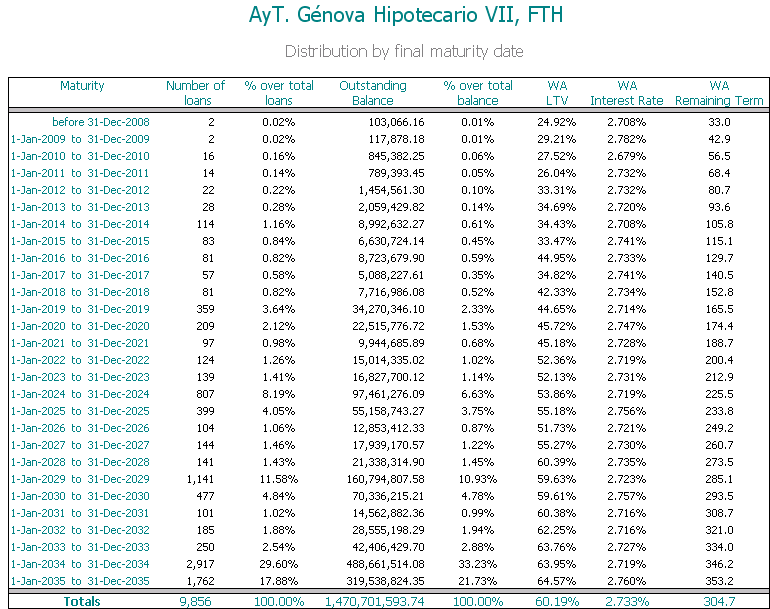 AyT. Génova Hipotecario VII, FTH
Distribution by final maturity date
Maturity Number of loans % over total loans Outstanding Balance % over total balance WA LTV WA Interest Rate WA Remaining Term
before 31-Dec-2008 2 0.02% 103,066.16 0.01% 24.92% 2.708% 33.0
1-Jan-2009 to 31-Dec-2009 2 0.02% 117,878.18 0.01% 29.21% 2.782% 42.9
1-Jan-2010 to 31-Dec-2010 16 0.16% 845,382.25 0.06% 27.52% 2.679% 56.5
1-Jan-2011 to 31-Dec-2011 14 0.14% 789,393.45 0.05% 26.04% 2.732% 68.4
1-Jan-2012 to 31-Dec-2012 22 0.22% 1,454,561.30 0.10% 33.31% 2.732% 80.7
1-Jan-2013 to 31-Dec-2013 28 0.28% 2,059,429.82 0.14% 34.69% 2.720% 93.6
1-Jan-2014 to 31-Dec-2014 114 1.16% 8,992,632.27 0.61% 34.43% 2.708% 105.8
1-Jan-2015 to 31-Dec-2015 83 0.84% 6,630,724.14 0.45% 33.47% 2.741% 115.1
1-Jan-2016 to 31-Dec-2016 81 0.82% 8,723,679.90 0.59% 44.95% 2.733% 129.7
1-Jan-2017 to 31-Dec-2017 57 0.58% 5,088,227.61 0.35% 34.82% 2.741% 140.5
1-Jan-2018 to 31-Dec-2018 81 0.82% 7,716,986.08 0.52% 42.33% 2.734% 152.8
1-Jan-2019 to 31-Dec-2019 359 3.64% 34,270,346.10 2.33% 44.65% 2.714% 165.5
1-Jan-2020 to 31-Dec-2020 209 2.12% 22,515,776.72 1.53% 45.72% 2.747% 174.4
1-Jan-2021 to 31-Dec-2021 97 0.98% 9,944,685.89 0.68% 45.18% 2.728% 188.7
1-Jan-2022 to 31-Dec-2022 124 1.26% 15,014,335.02 1.02% 52.36% 2.719% 200.4
1-Jan-2023 to 31-Dec-2023 139 1.41% 16,827,700.12 1.14% 52.13% 2.731% 212.9
1-Jan-2024 to 31-Dec-2024 807 8.19% 97,461,276.09 6.63% 53.86% 2.719% 225.5
1-Jan-2025 to 31-Dec-2025 399 4.05% 55,158,743.27 3.75% 55.18% 2.756% 233.8
1-Jan-2026 to 31-Dec-2026 104 1.06% 12,853,412.33 0.87% 51.73% 2.721% 249.2
1-Jan-2027 to 31-Dec-2027 144 1.46% 17,939,170.57 1.22% 55.27% 2.730% 260.7
1-Jan-2028 to 31-Dec-2028 141 1.43% 21,338,314.90 1.45% 60.39% 2.735% 273.5
1-Jan-2029 to 31-Dec-2029 1,141 11.58% 160,794,807.58 10.93% 59.63% 2.723% 285.1
1-Jan-2030 to 31-Dec-2030 477 4.84% 70,336,215.21 4.78% 59.61% 2.757% 293.5
1-Jan-2031 to 31-Dec-2031 101 1.02% 14,562,882.36 0.99% 60.38% 2.716% 308.7
1-Jan-2032 to 31-Dec-2032 185 1.88% 28,555,198.29 1.94% 62.25% 2.716% 321.0
1-Jan-2033 to 31-Dec-2033 250 2.54% 42,406,429.70 2.88% 63.76% 2.727% 334.0
1-Jan-2034 to 31-Dec-2034 2,917 29.60% 488,661,514.08 33.23% 63.95% 2.719% 346.2
1-Jan-2035 to 31-Dec-2035 1,762 17.88% 319,538,824.35 21.73% 64.57% 2.760% 353.2
Totals 9,856 100.00% 1,470,701,593.74 100.00% 60.19% 2.733% 304.7